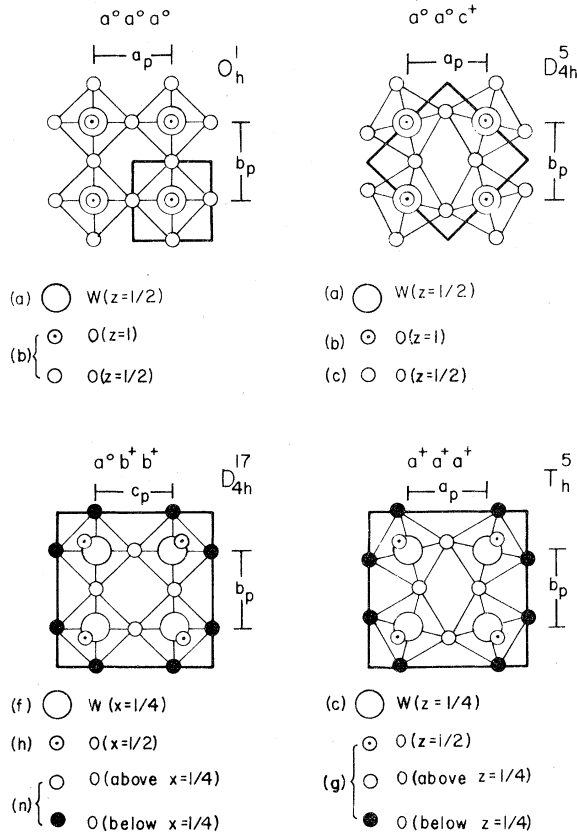 a° a° a°
a_p
O_h^1
b_p
(a) W(z=1/2)
(b) { O(z=1)
O(z=1/2)
a° a° c⁺
a_p
D_4h^5
b_p
(a) W(z=1/2)
(b) O(z=1)
(c) O(z=1/2)
a° b⁺ b⁺
c_p
D_4h^17
b_p
(f) W(x=1/4)
(h) O(x=1/2)
(n) { O(above x=1/4)
O(below x=1/4)
a⁺ a⁺ a⁺
a_p
T_h^5
b_p
(c) W(z=1/4)
(g) { O(z=1/2)
O(above z=1/4)
O(below z=1/4)